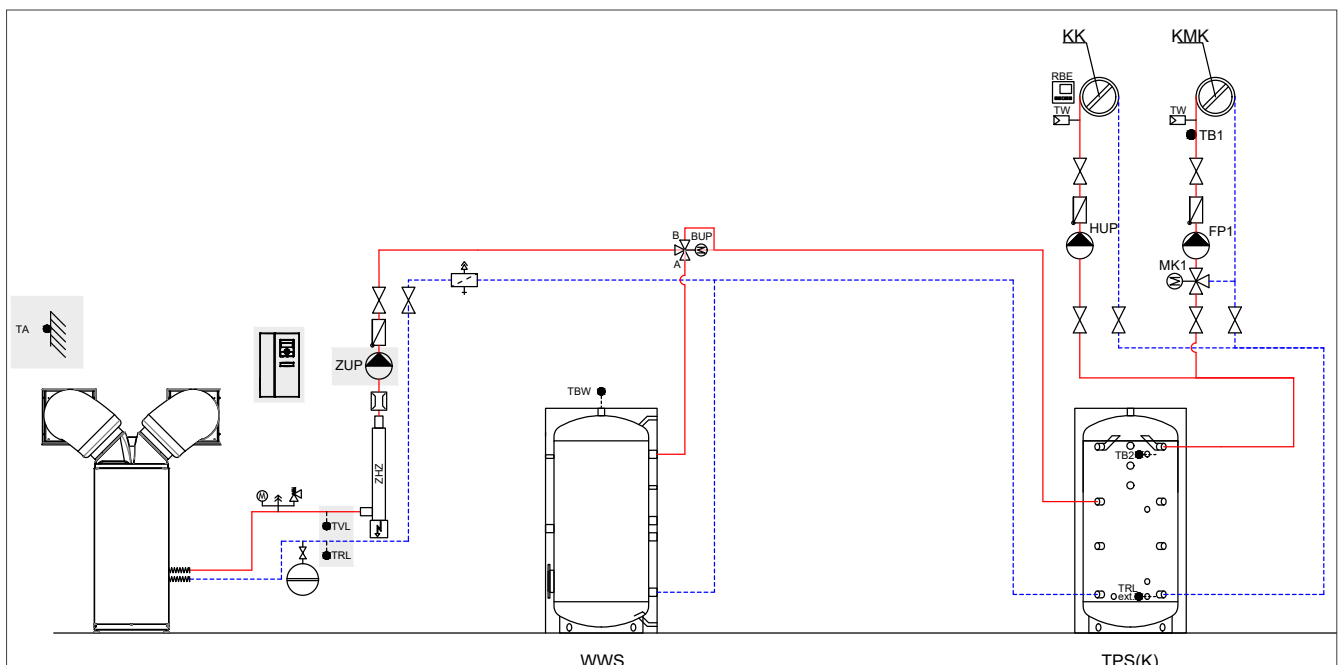 KK
KMK
RBE
TW
TW
TB1
HUP
FP1
B
BUP
A
MK1
TA
ZUP
TBW
TB2
ZHZ
M
TVL
TRL
TRL
ext.
WWS
TPS(K)